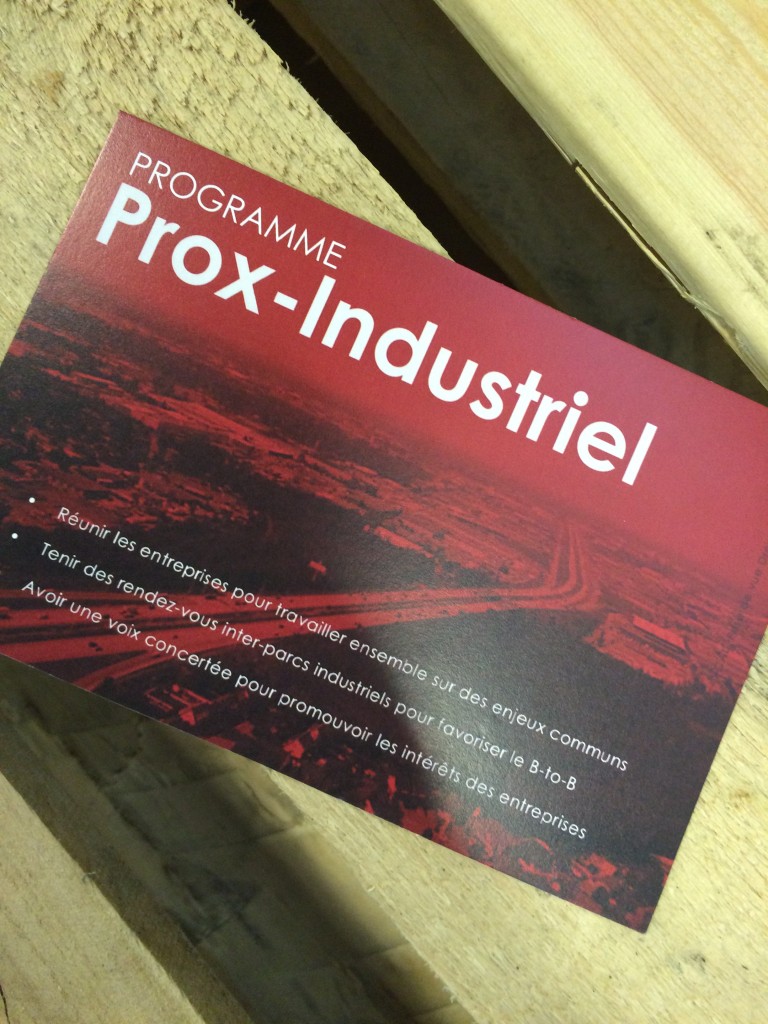 PROGRAMME
Prox-Industriel
• Réunir les entreprises pour travailler ensemble sur des enjeux communs
• Tenir des rendez-vous inter-parcs industriels pour favoriser le B-to-B
Avoir une voix concertée pour promouvoir les intérêts des entreprises